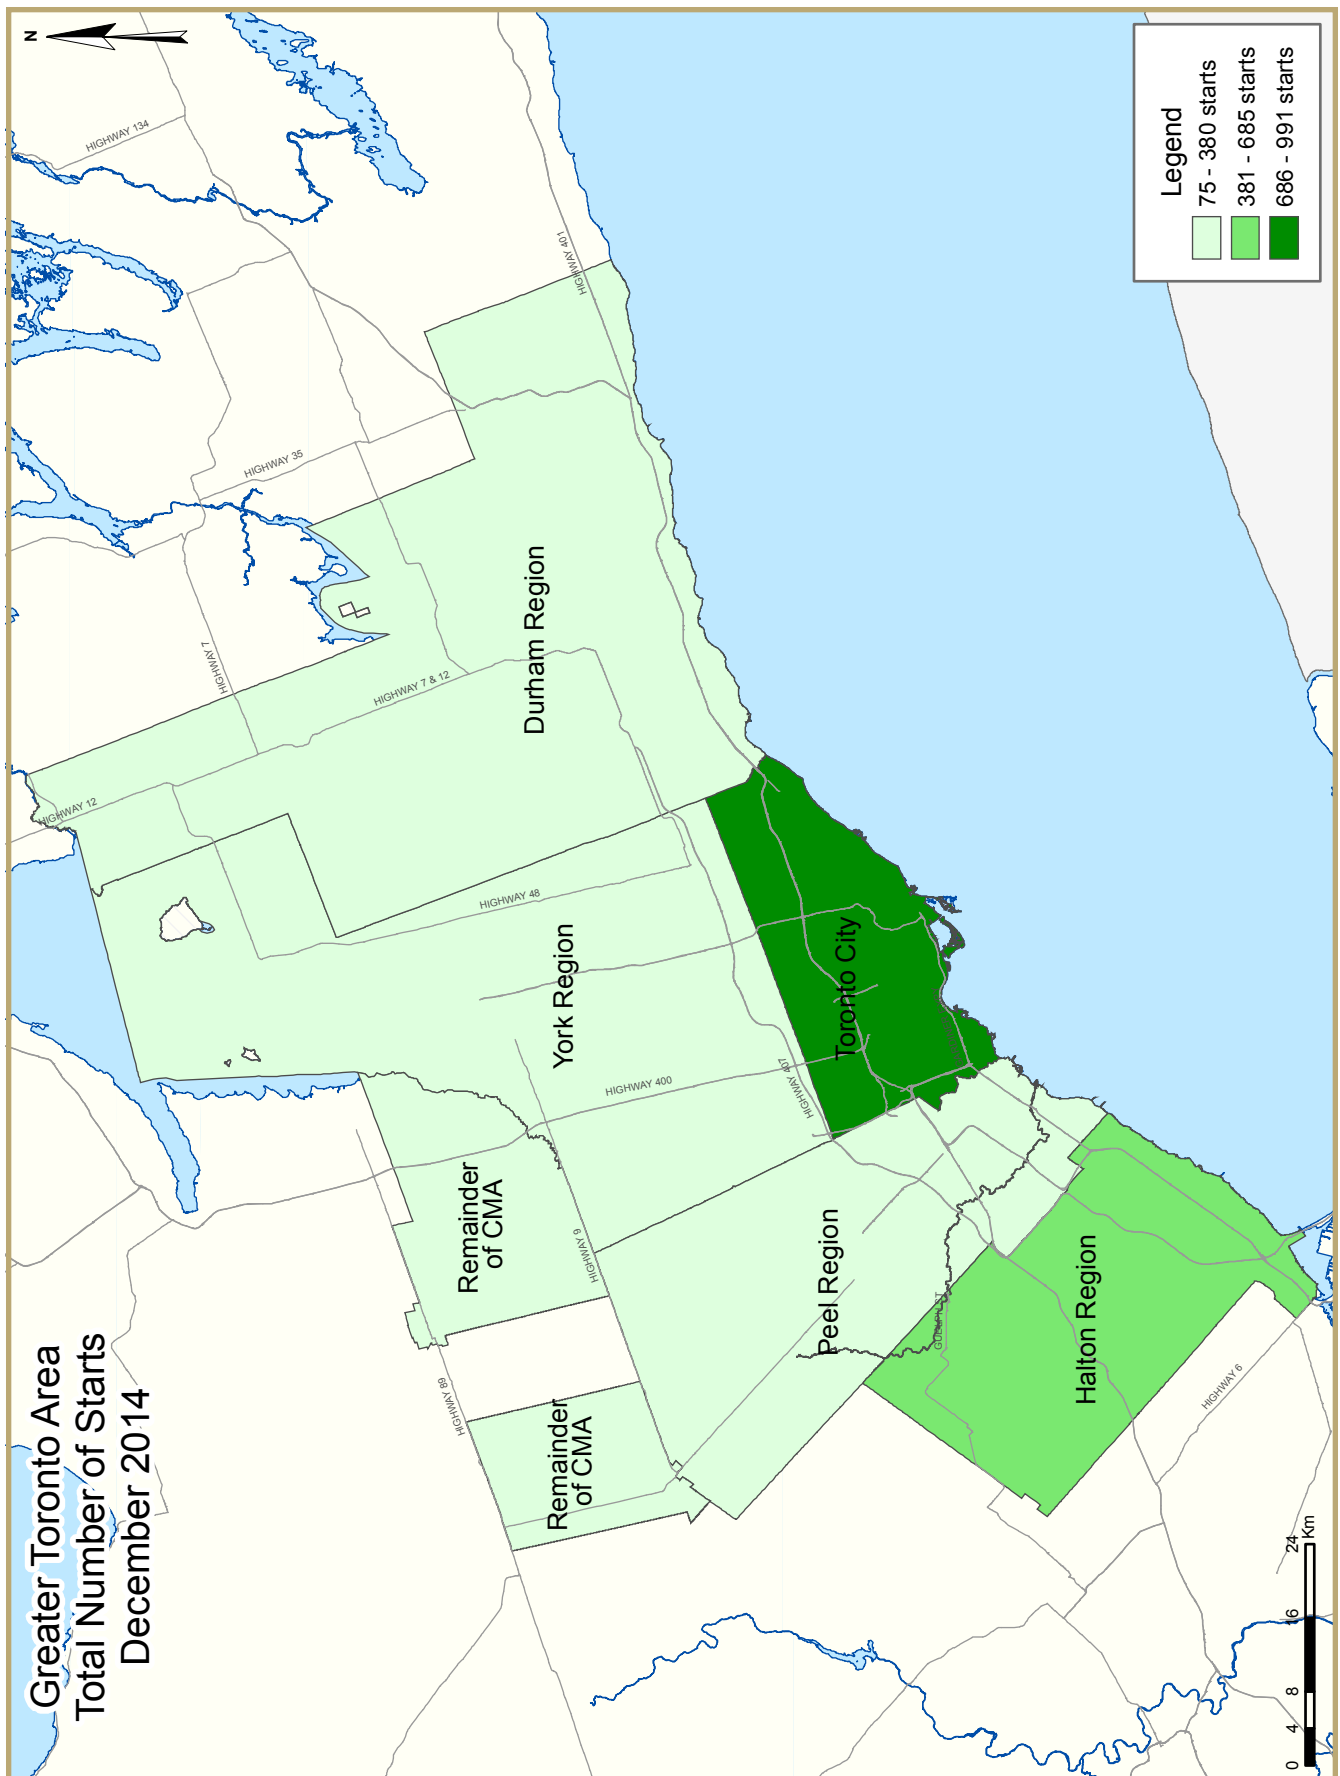 Greater Toronto Area
Total Number of Starts
December 2014
N
HIGHWAY 134
HIGHWAY 401
HIGHWAY 35
HIGHWAY 7
HIGHWAY 7 & 12
HIGHWAY 12
Durham Region
HIGHWAY 48
York Region
Toronto City
HIGHWAY 400
HIGHWAY 407
Remainder
of CMA
HIGHWAY 9
Peel Region
HIGHWAY 89
Remainder
of CMA
GUELPH ST
Halton Region
HIGHWAY 6
Legend
75 - 380 starts
381 - 685 starts
686 - 991 starts
0 4 8 16 24
Km